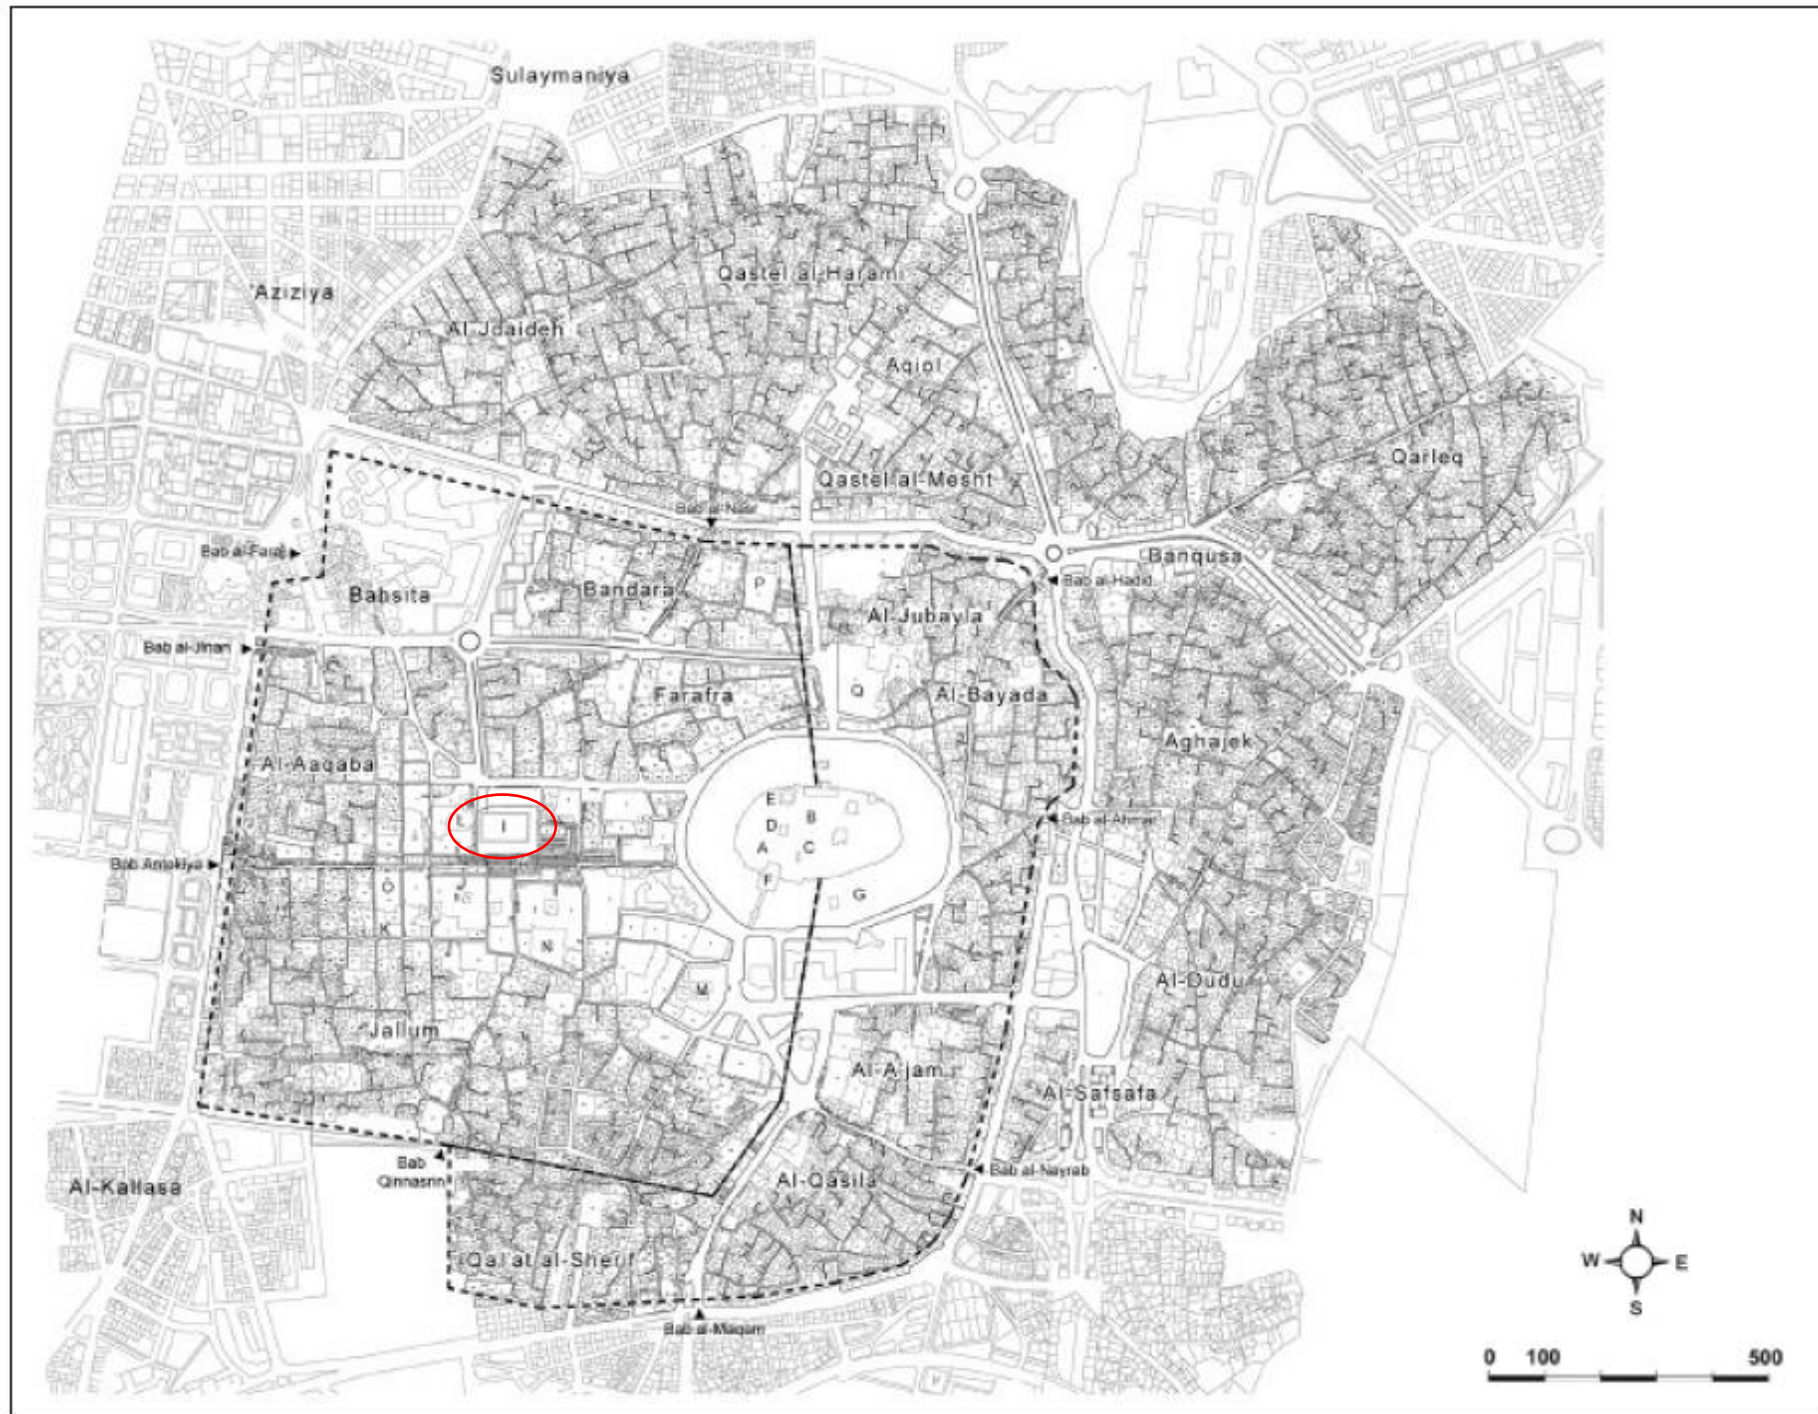 Sulaymaniya
'Aziziya
Qastel al-Harami
Al-Jdaideh
Aqiol
Qarleq
Qastel al-Mesht
Bab al-Nasr
Bab al-Faraj
Banqusa
Bab al-Hadid
Babsita
Bandara
P
Al-Jubayla
Bab al-Jinan
Farafra
Q
Al-Bayada
Aghajek
Al-Aaqaba
E
B
D
L
I
Bab al-Ahmar
A
C
Bab Antakiya
F
O
G
K
N
Al-Dudu
M
Jallum
Al-Ajam
Al-Safsafa
Bab
Qinnasrin
Bab al-Nayrab
Al-Kallasa
Al-Qasila
Qal'at al-Sherif
Bab al-Maqam
N
W
E
S
0 100 500